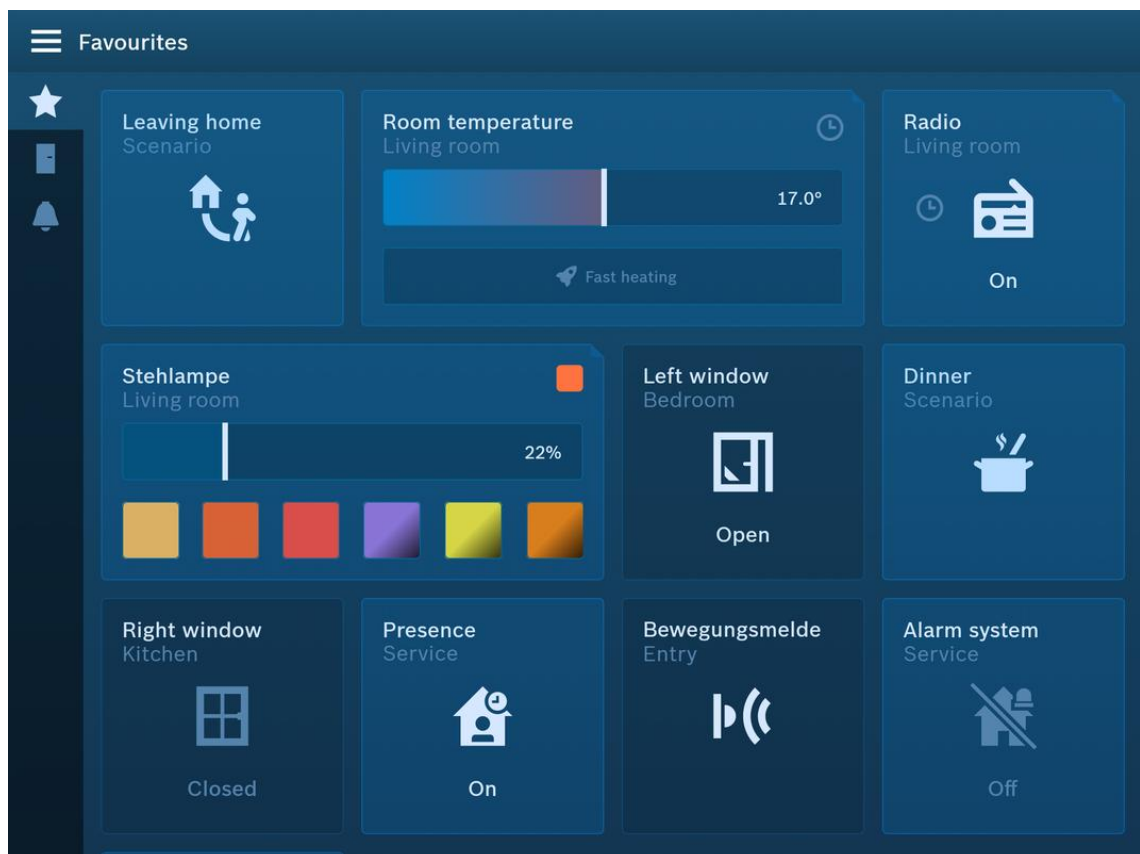 Favourites
Leaving home
Scenario
Room temperature
Living room
17.0°
Fast heating
Radio
Living room
On
Stehlampe
Living room
22%
Left window
Bedroom
Open
Dinner
Scenario
Right window
Kitchen
Closed
Presence
Service
On
Bewegungsmelde
Entry
Alarm system
Service
Off